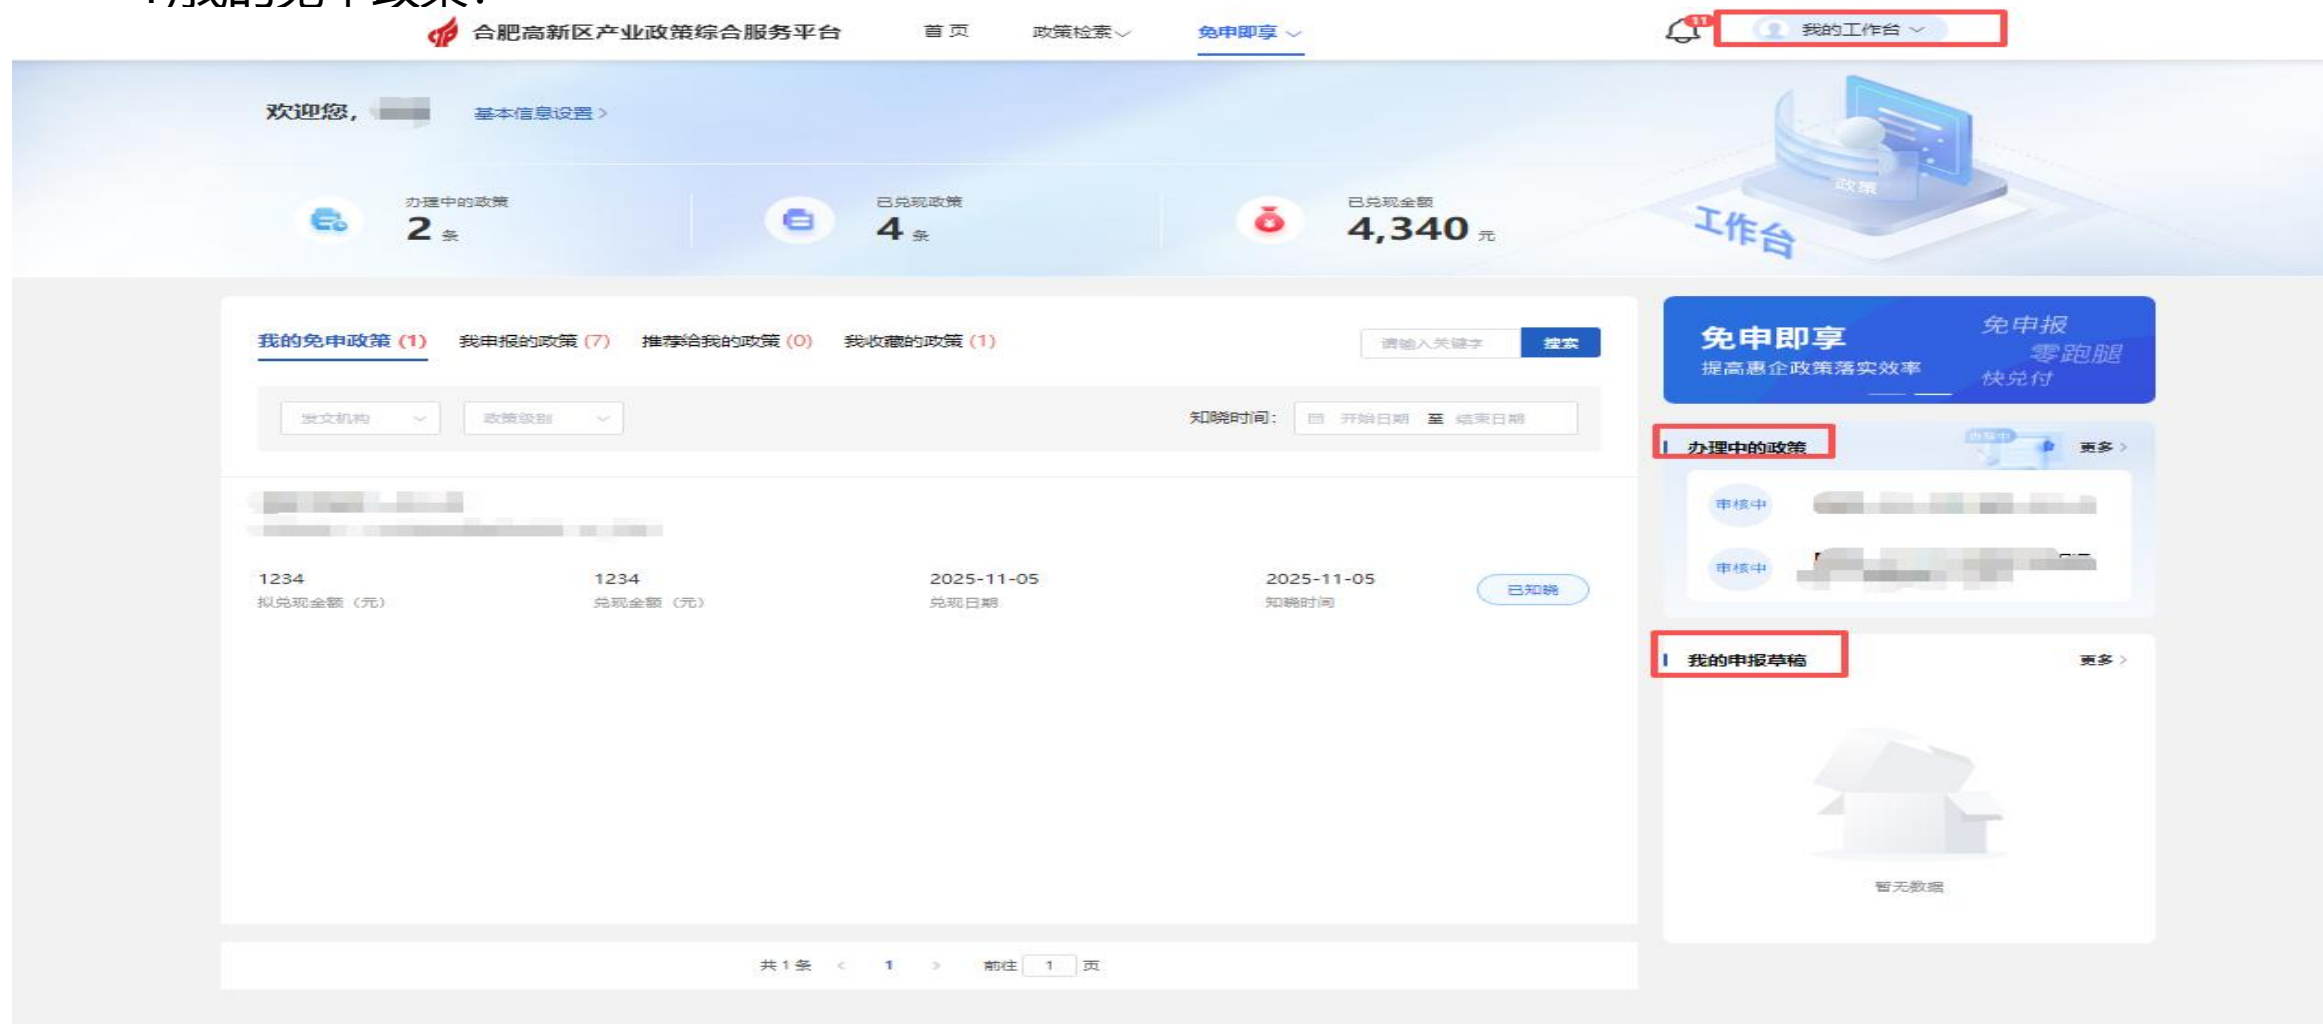 合肥高新区产业政策综合服务平台 首页 政策检索 免申即享 11 我的工作台
欢迎您， 基本信息设置 >
办理中的政策
2 条
已兑现政策
4 条
已兑现金额
4,340 元
政策
工作台
我的免申政策 (1) 我申报的政策 (7) 推荐给我的政策 (0) 我收藏的政策 (1) 请输入关键字 搜索
发文机构 政策级别 知晓时间： 开始日期 至 结束日期
1234 1234 2025-11-05 2025-11-05 已知晓
拟兑现金额（元） 兑现金额（元） 兑现日期 知晓时间
共 1 条 < 1 > 前往 1 页
免申即享
提高惠企政策落实效率
免申报
零跑腿
快兑付
办理中的政策 更多 >
审核中
审核中
我的申报草稿 更多 >
暂无数据